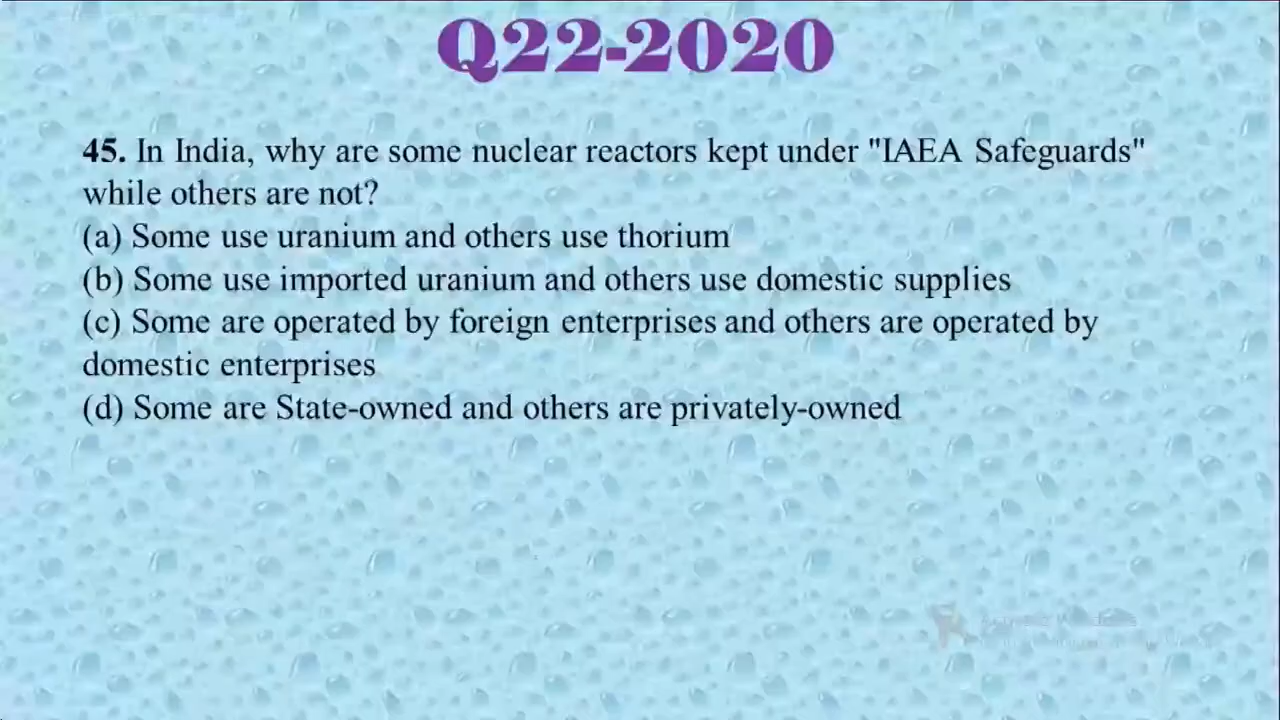 Q22-2020
45. In India, why are some nuclear reactors kept under "IAEA Safeguards"
while others are not?
(a) Some use uranium and others use thorium
(b) Some use imported uranium and others use domestic supplies
(c) Some are operated by foreign enterprises and others are operated by
domestic enterprises
(d) Some are State-owned and others are privately-owned